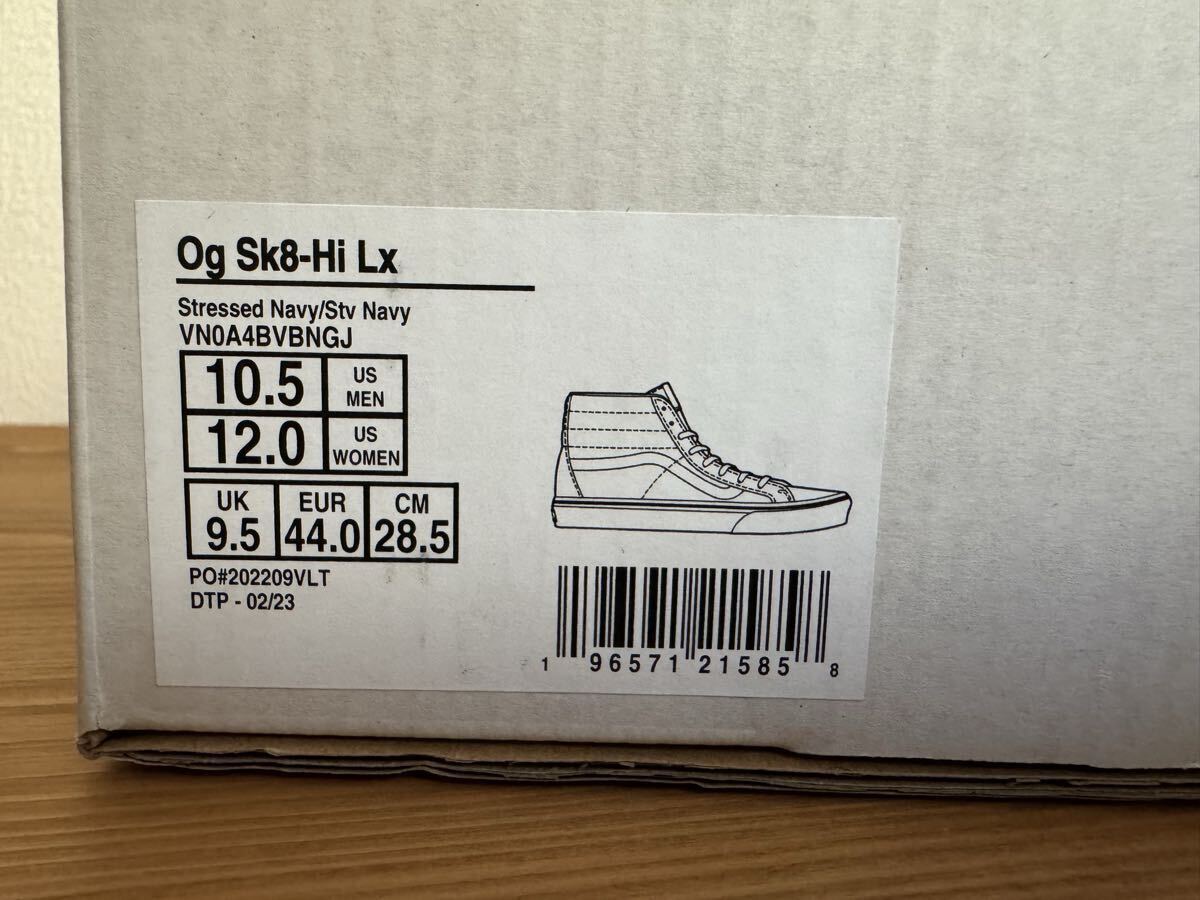 Og Sk8-Hi Lx
Stressed Navy/Stv Navy
VN0A4BVBNGJ
10.5 US MEN
12.0 US WOMEN
UK EUR CM
9.5 44.0 28.5
PO#202209VLT
DTP - 02/23
1 96571 21585 8